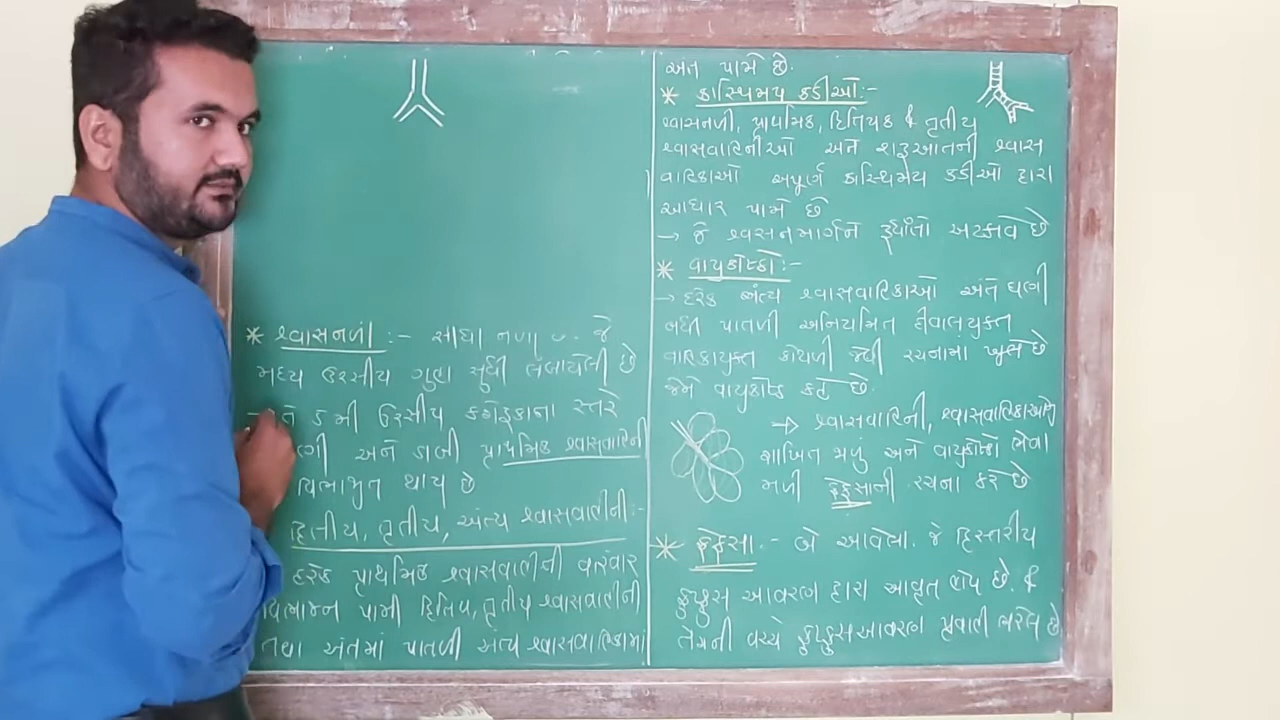 * શ્વાસનળી :- સીધી નળી છે. જે
મધ્ય ઉરસીય ગુહા સુધી લંબાયેલી છે
5 મી ઉરસીય કશેરૂકાના સ્તરે
અને ડાબી પ્રાથમિક શ્વાસવાહિની
વિભાજીત થાય છે
દ્વિતીય, તૃતીય, અંત્ય શ્વાસવાહીની :-
દરેક પ્રાથમિક શ્વાસવાહીની વારંવાર
વિભાજન પામી દ્વિતિય, તૃતીય શ્વાસવાહીની
તથા અંતમાં પાતળી અંત્ય શ્વાસવાહિકામાં
અંત પામે છે.
* કાસ્થિમય કડીઓ :-
શ્વાસનળી, પ્રાથમિક, દ્વિતિયક & તૃતીય
શ્વાસવાહિનીઓ અને શરૂઆતની શ્વાસ
વાહિકાઓ અપૂર્ણ કાસ્થિમય કડીઓ દ્વારા
આધાર પામે છે
→ જે શ્વસનમાર્ગને રૂંધાતો અટકાવે છે
* વાયુકોષ્ઠો :-
→ દરેક અંત્ય શ્વાસવાહિકાઓ અંતે ઘણી
બધી પાતળી અનિયમિત દીવાલયુક્ત
વાહિકાયુક્ત કોથળી જેવી રચનામાં ખૂલે છે
જેને વાયુકોષ્ઠ કહે છે.
→ શ્વાસવાહિની, શ્વાસવાહિકાઓનું
શાખિત જાળું અને વાયુકોષ્ઠો ભેગા
મળી ફેફસાની રચના કરે છે
* ફેફસા :- બે આવેલા. જે દ્વિસ્તરીય
ફુપ્ફુસ આવરણ દ્વારા આવૃત હોય છે. &
તેમની વચ્ચે ફુપ્ફુસઆવરણ પ્રવાહી ભરેલ છે